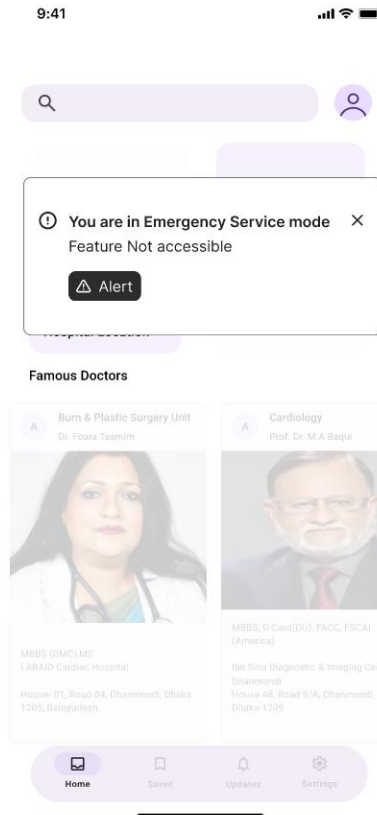 9:41
You are in Emergency Service mode
Feature Not accessible
Alert
Hospital Location
Famous Doctors
A
Burn & Plastic Surgery Unit
Dr. Foara Tasmim
MBBS (DMC),MS
LABAID Cardiac Hospital
House- 01, Road-04, Dhanmondi, Dhaka
1205, Bangladesh.
A
Cardiology
Prof. Dr. M.A Baqui
MBBS, D-Card(DU), FACC, FSCAI
(America)
Ibn Sina Diagnostic & Imaging Ce
Dhanmondi
House 48, Road 9/A, Dhanmondi,
Dhaka-1209
Home
Saved
Updates
Settings